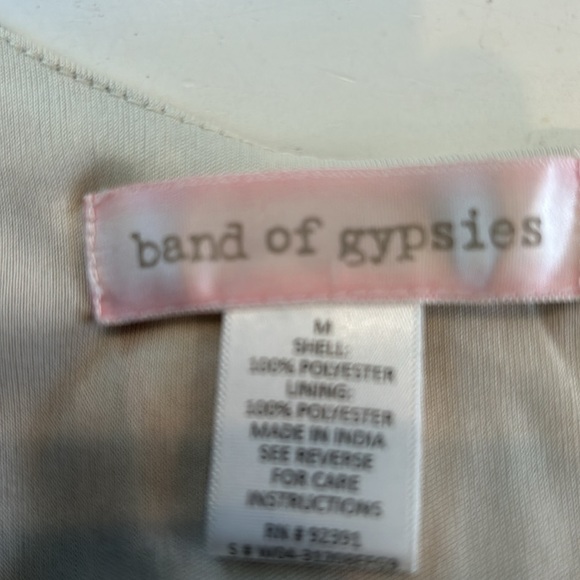 band of gypsies
M
SHELL:
100% POLYESTER
LINING:
100% POLYESTER
MADE IN INDIA
SEE REVERSE
FOR CARE
INSTRUCTIONS
RN # 92391
S #